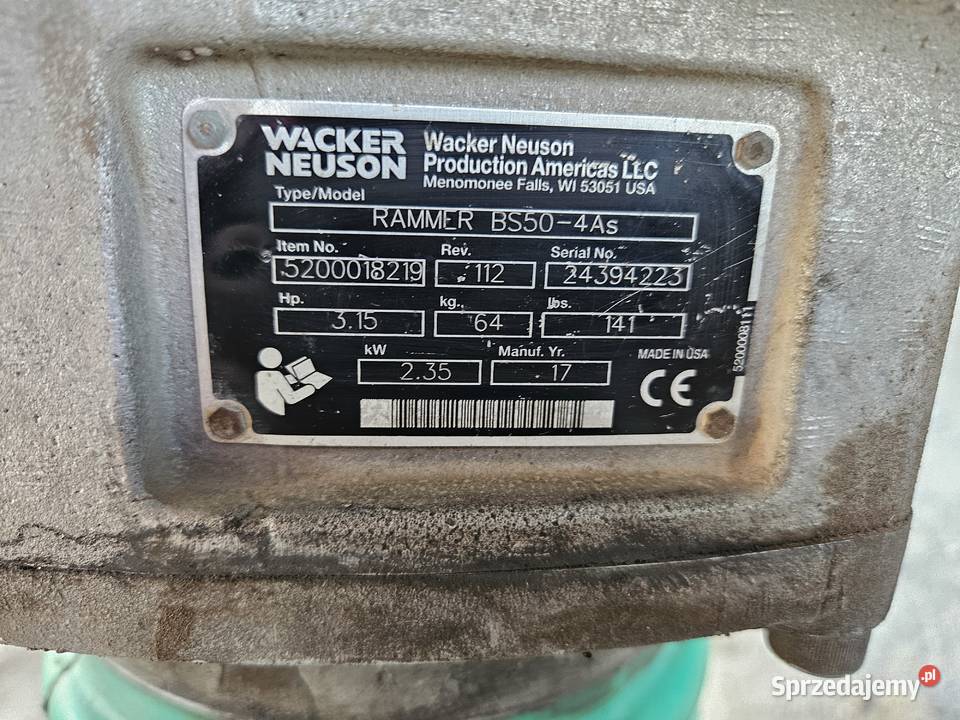 WACKER
NEUSON
Wacker Neuson
Production Americas LLC
Menomonee Falls, WI 53051 USA
Type/Model
RAMMER BS50-4As
Item No. Rev. Serial No.
5200018219 112 24394223
Hp. kg. lbs.
3.15 64 141
kW Manuf. Yr. MADE IN USA
2.35 17 CE
5200008111
Sprzedajemy.pl